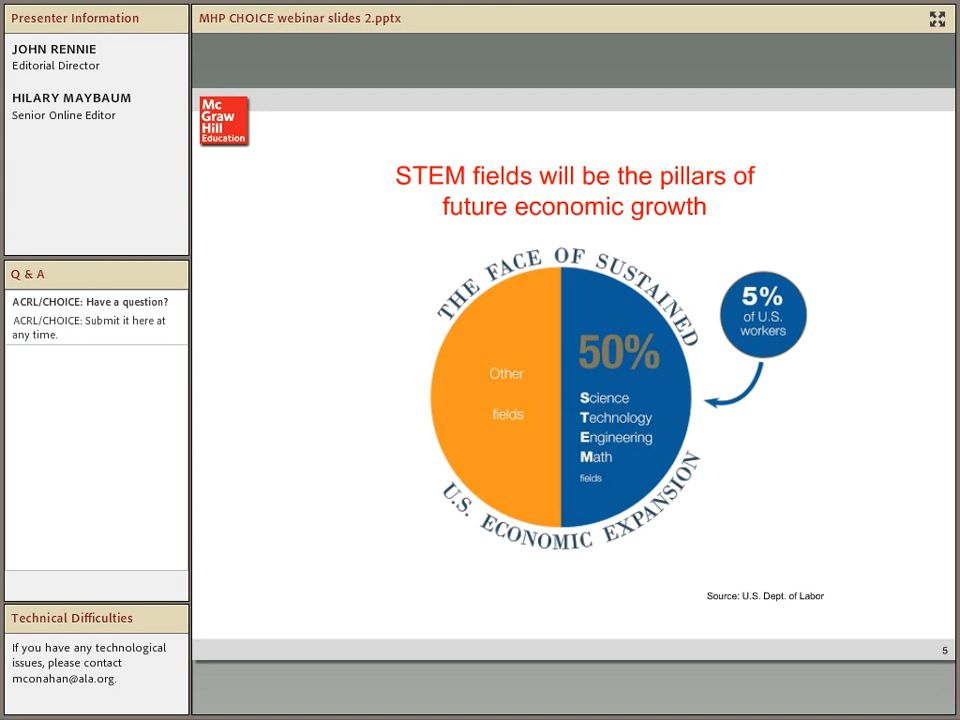 Presenter Information
JOHN RENNIE
Editorial Director
HILARY MAYBAUM
Senior Online Editor
Q & A
ACRL/CHOICE: Have a question?
ACRL/CHOICE: Submit it here at
any time.
Technical Difficulties
If you have any technological
issues, please contact
mconahan@ala.org.
MHP CHOICE webinar slides 2.pptx
Mc
Graw
Hill
Education
STEM fields will be the pillars of
future economic growth
THE FACE OF SUSTAINED
U.S. ECONOMIC EXPANSION
Other
fields
50%
Science
Technology
Engineering
Math
fields
5%
of U.S.
workers
Source: U.S. Dept. of Labor
5